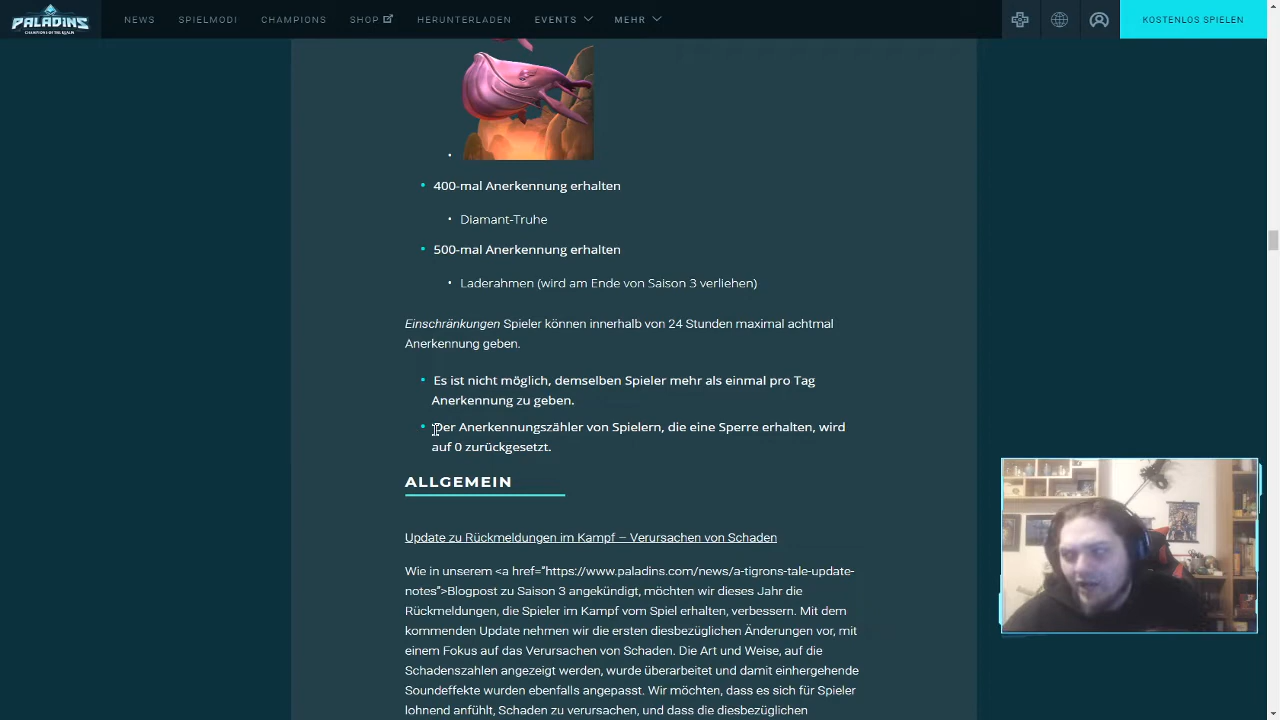 PALADINS
CHAMPIONS OF THE REALM
NEWS SPIELMODI CHAMPIONS SHOP HERUNTERLADEN EVENTS MEHR KOSTENLOS SPIELEN
400-mal Anerkennung erhalten
Diamant-Truhe
500-mal Anerkennung erhalten
Laderahmen (wird am Ende von Saison 3 verliehen)
Einschränkungen Spieler können innerhalb von 24 Stunden maximal achtmal
Anerkennung geben.
Es ist nicht möglich, demselben Spieler mehr als einmal pro Tag
Anerkennung zu geben.
Der Anerkennungszähler von Spielern, die eine Sperre erhalten, wird
auf 0 zurückgesetzt.
ALLGEMEIN
Update zu Rückmeldungen im Kampf – Verursachen von Schaden
Wie in unserem <a href="https://www.paladins.com/news/a-tigrons-tale-update-
notes">Blogpost zu Saison 3 angekündigt, möchten wir dieses Jahr die
Rückmeldungen, die Spieler im Kampf vom Spiel erhalten, verbessern. Mit dem
kommenden Update nehmen wir die ersten diesbezüglichen Änderungen vor, mit
einem Fokus auf das Verursachen von Schaden. Die Art und Weise, auf die
Schadenszahlen angezeigt werden, wurde überarbeitet und damit einhergehende
Soundeffekte wurden ebenfalls angepasst. Wir möchten, dass es sich für Spieler
lohnend anfühlt, Schaden zu verursachen, und dass die diesbezüglichen